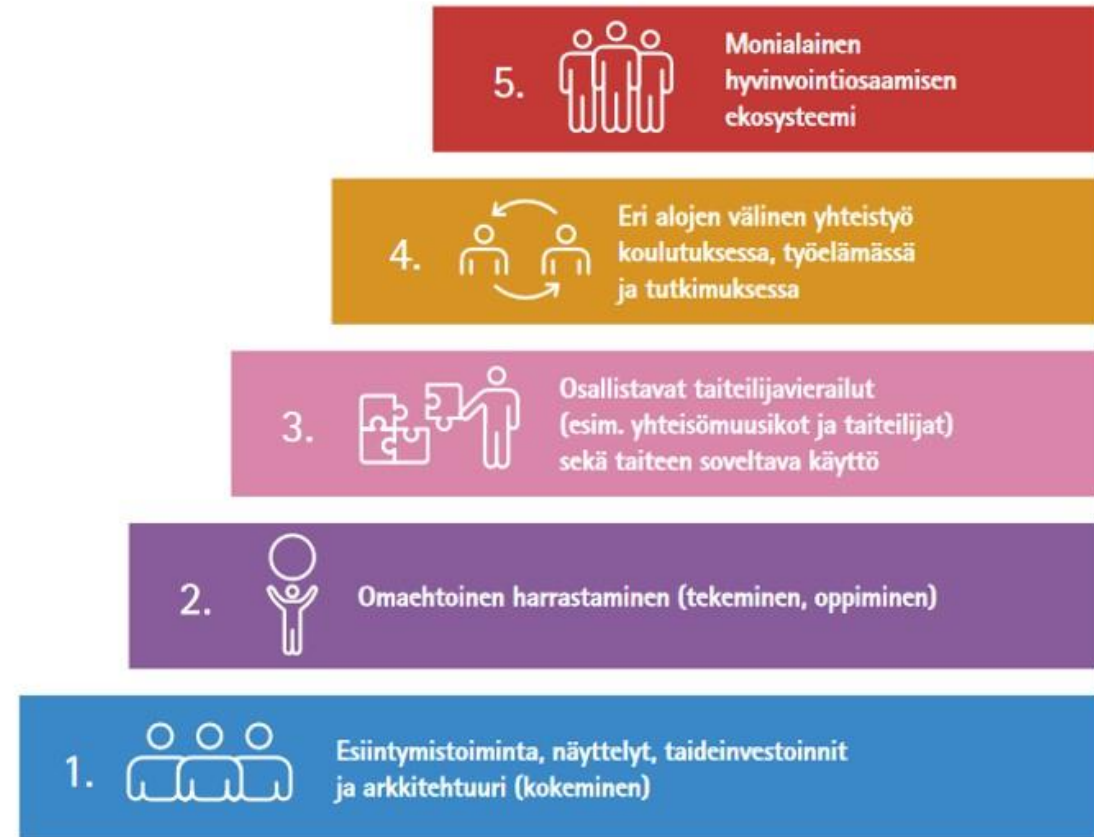 5.
Monialainen
hyvinvointiosaamisen
ekosysteemi
4.
Eri alojen välinen yhteistyö
koulutuksessa, työelämässä
ja tutkimuksessa
3.
Osallistavat taiteilijavierailut
(esim. yhteisömuusikot ja taiteilijat)
sekä taiteen soveltava käyttö
2.
Omaehtoinen harrastaminen (tekeminen, oppiminen)
1.
Esiintymistoiminta, näyttelyt, taideinvestoinnit
ja arkkitehtuuri (kokeminen)